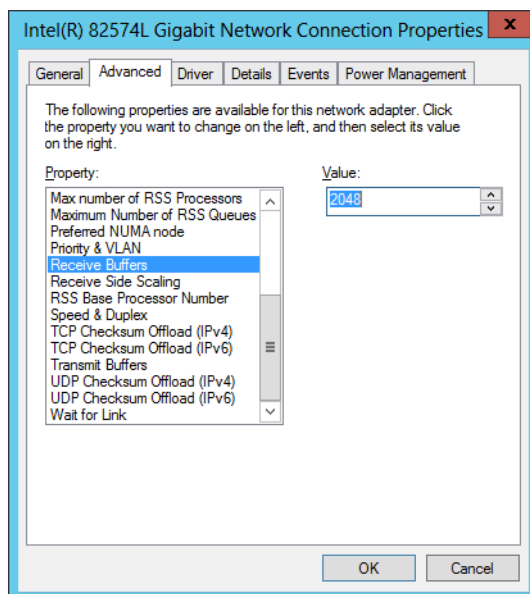 Intel(R) 82574L Gigabit Network Connection Properties
x
General
Advanced
Driver
Details
Events
Power Management
The following properties are available for this network adapter. Click
the property you want to change on the left, and then select its value
on the right.
Property:
Value:
Max number of RSS Processors
Maximum Number of RSS Queues
Preferred NUMA node
Priority & VLAN
Receive Buffers
Receive Side Scaling
RSS Base Processor Number
Speed & Duplex
TCP Checksum Offload (IPv4)
TCP Checksum Offload (IPv6)
Transmit Buffers
UDP Checksum Offload (IPv4)
UDP Checksum Offload (IPv6)
Wait for Link
2048
OK
Cancel